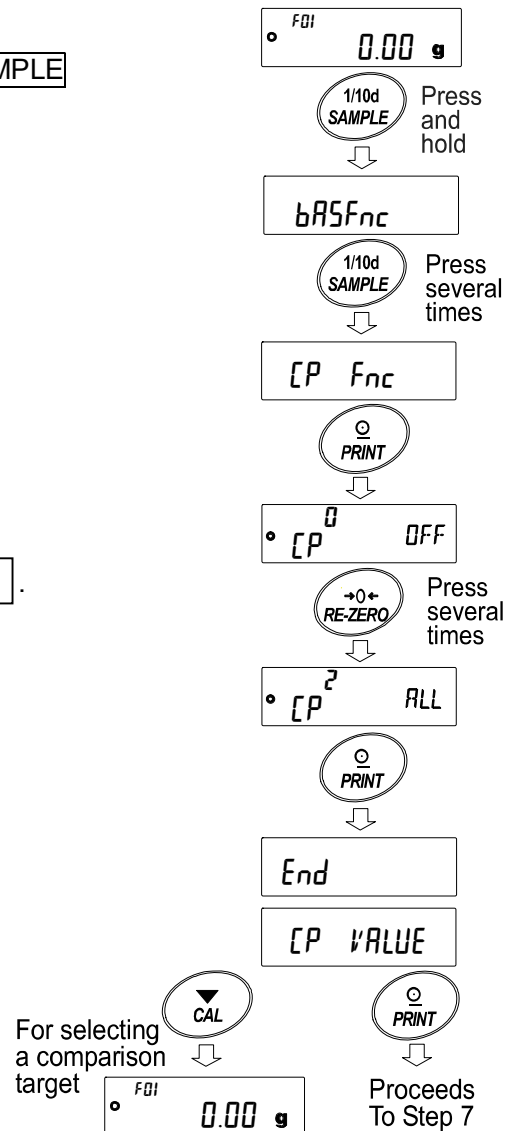 MPLE
F01
0.00 g
1/10d
SAMPLE
Press
and
hold
bASFnc
1/10d
SAMPLE
Press
several
times
CP Fnc
PRINT
0
CP OFF
→0←
RE-ZERO
Press
several
times
.
2
CP ALL
PRINT
End
CP VALUE
CAL
PRINT
For selecting
a comparison
target
F01
0.00 g
Proceeds
To Step 7